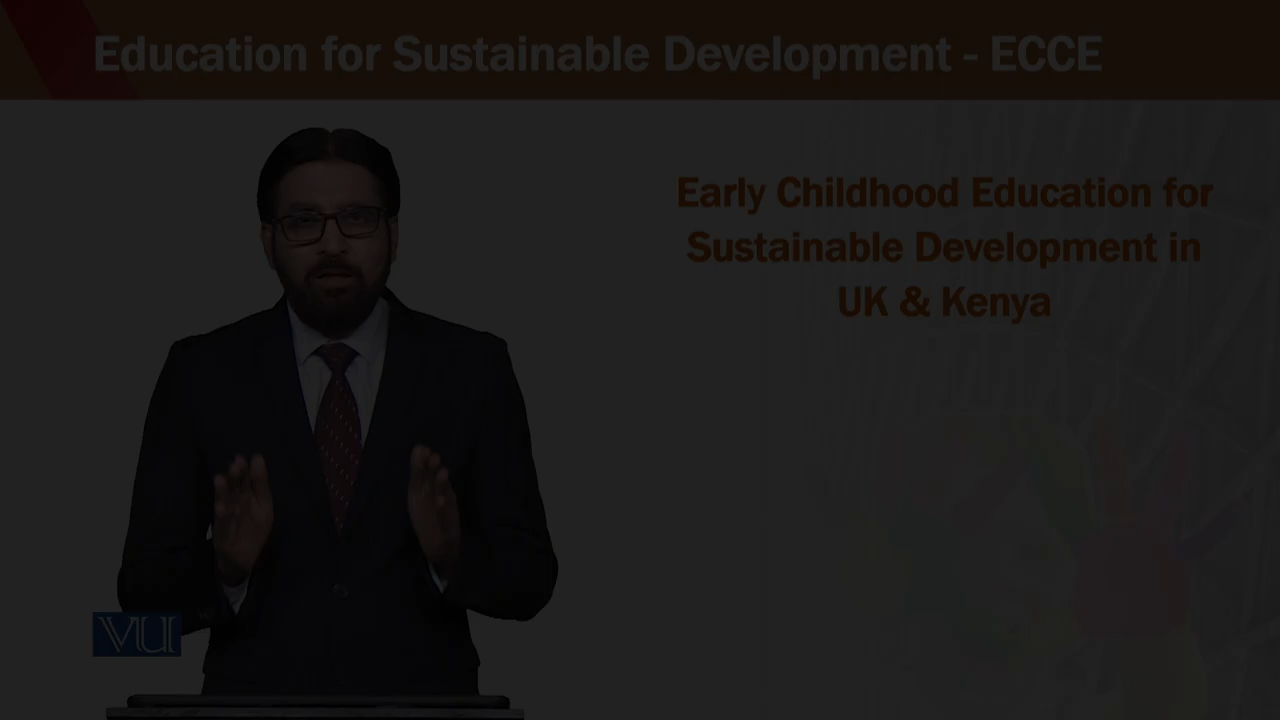 Education for Sustainable Development - ECCE
Early Childhood Education for
Sustainable Development in
UK & Kenya
VU